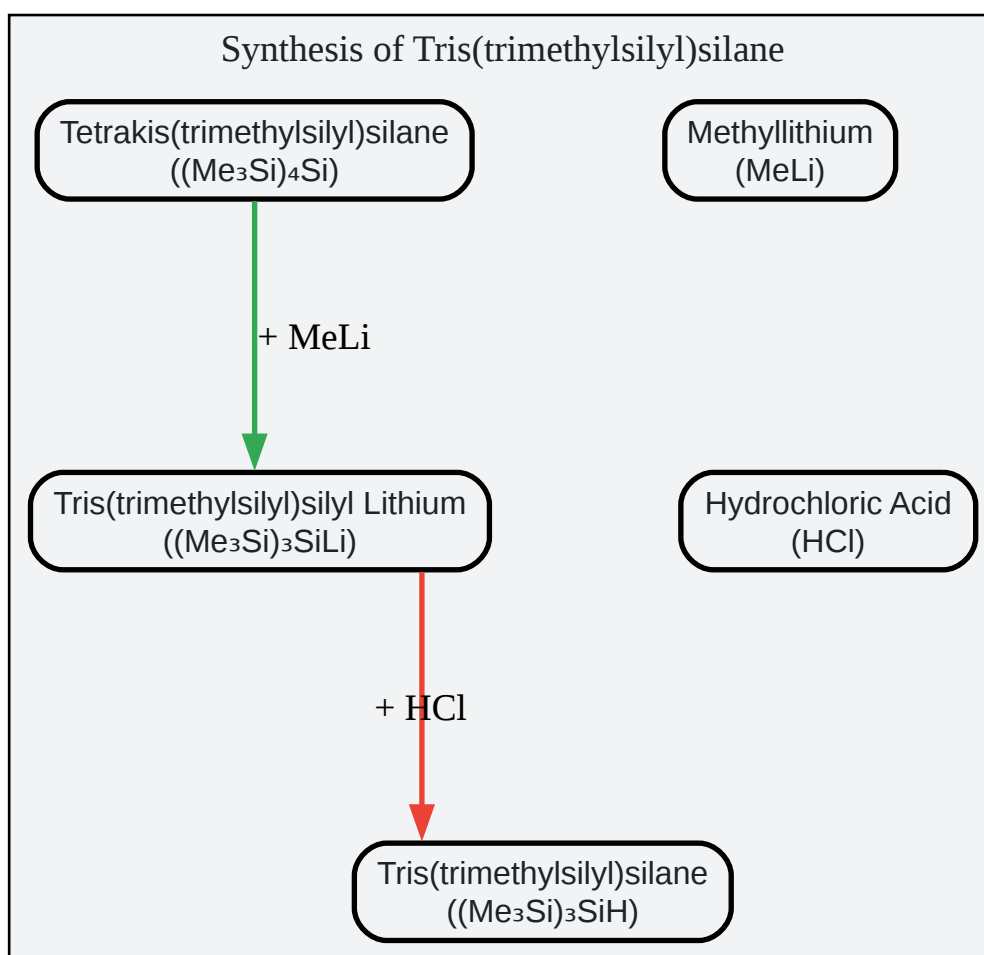 Synthesis of Tris(trimethylsilyl)silane
Tetrakis(trimethylsilyl)silane
((Me₃Si)₄Si)
Methyllithium
(MeLi)
+ MeLi
Tris(trimethylsilyl)silyl Lithium
((Me₃Si)₃SiLi)
Hydrochloric Acid
(HCl)
+ HCl
Tris(trimethylsilyl)silane
((Me₃Si)₃SiH)